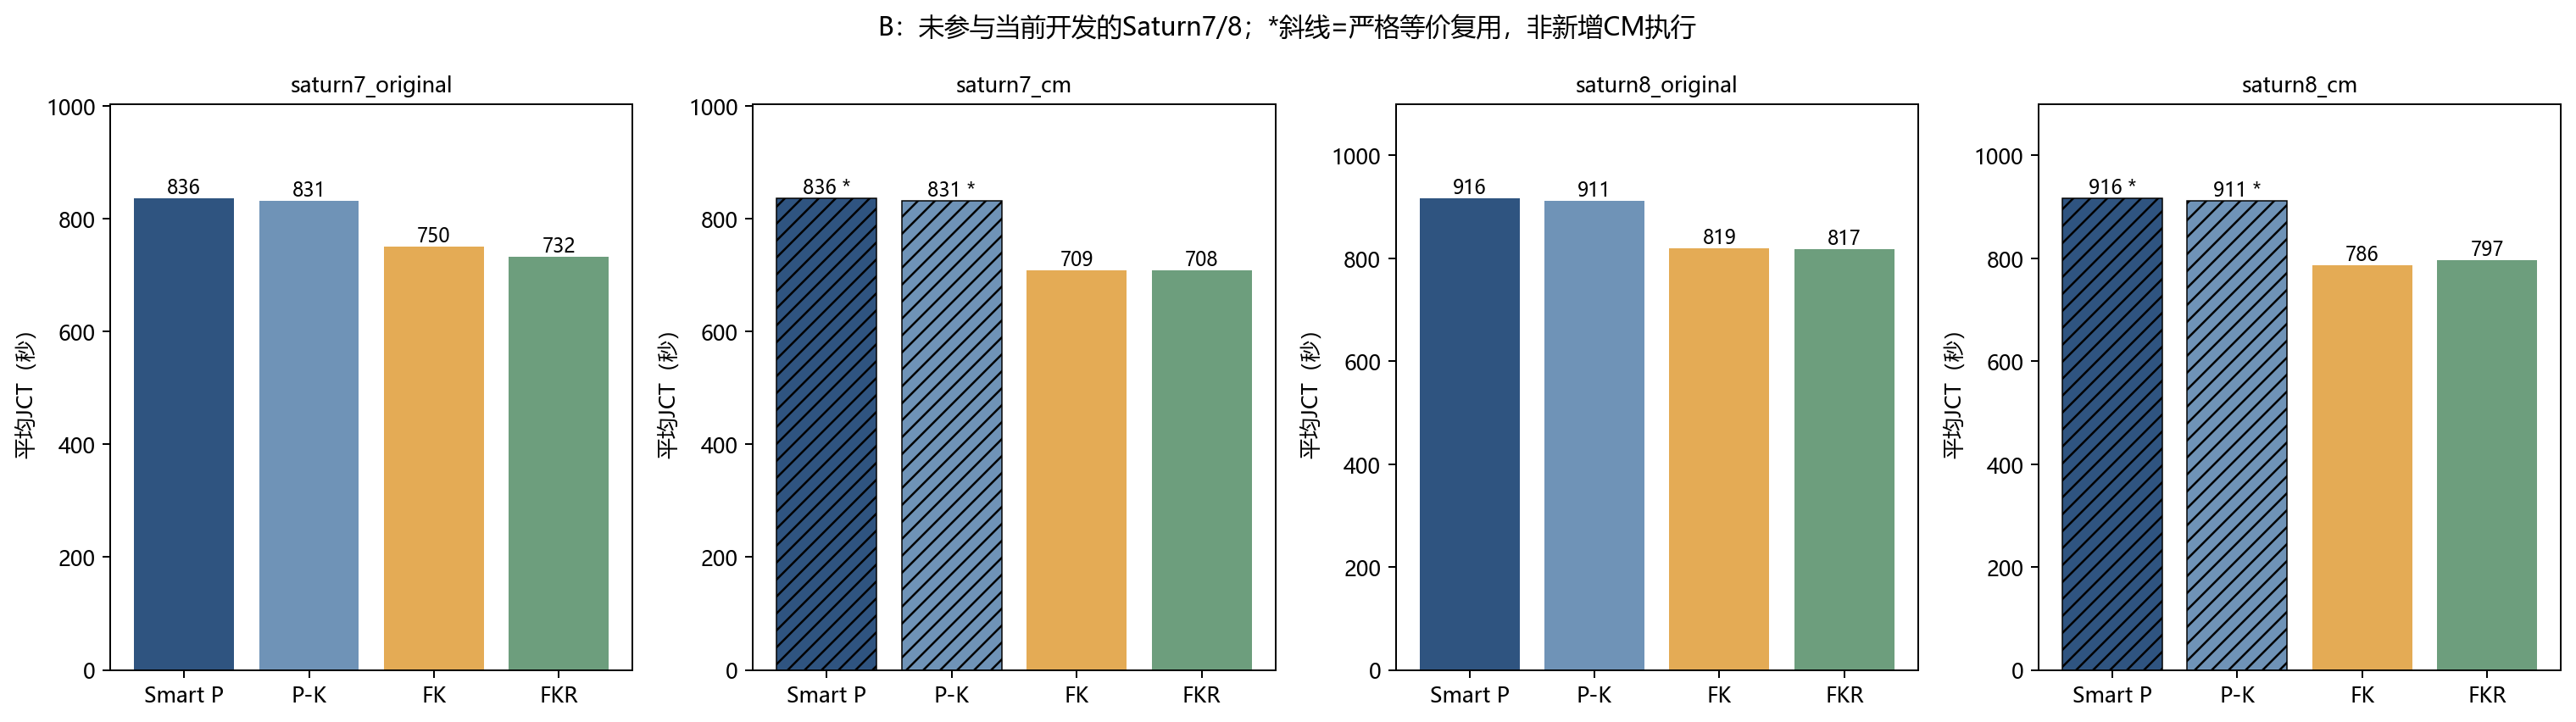 B：未参与当前开发的Saturn7/8；*斜线=严格等价复用，非新增CM执行
saturn7_original
平均JCT（秒）
1000
800
600
400
200
0
836
831
750
732
Smart P
P-K
FK
FKR
saturn7_cm
平均JCT（秒）
1000
800
600
400
200
0
836 *
831 *
709
708
Smart P
P-K
FK
FKR
saturn8_original
平均JCT（秒）
1000
800
600
400
200
0
916
911
819
817
Smart P
P-K
FK
FKR
saturn8_cm
平均JCT（秒）
1000
800
600
400
200
0
916 *
911 *
786
797
Smart P
P-K
FK
FKR